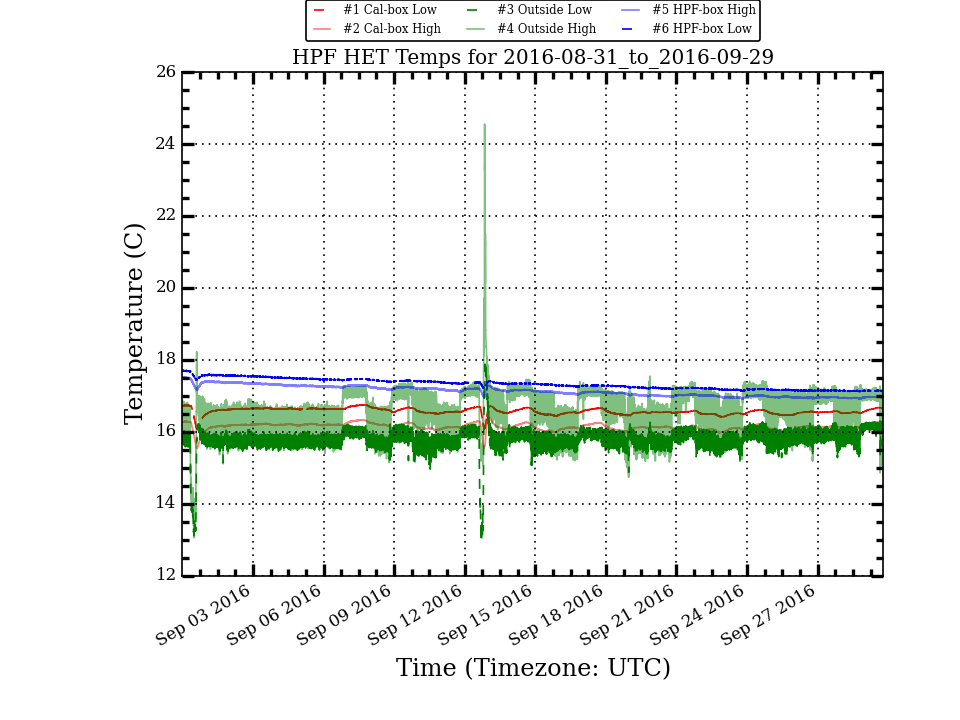 #1 Cal-box Low #3 Outside Low #5 HPF-box High
#2 Cal-box High #4 Outside High #6 HPF-box Low
HPF HET Temps for 2016-08-31_to_2016-09-29
26
24
22
20
18
16
14
12
Temperature (C)
Sep 03 2016 Sep 06 2016 Sep 09 2016 Sep 12 2016 Sep 15 2016 Sep 18 2016 Sep 21 2016 Sep 24 2016 Sep 27 2016
Time (Timezone: UTC)